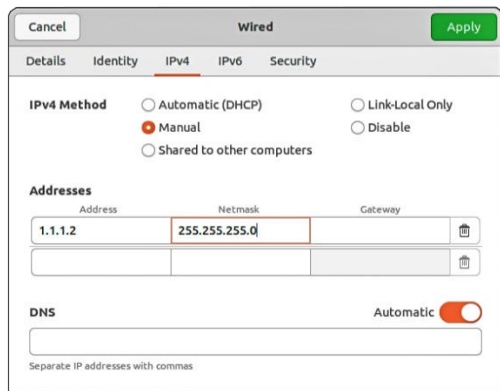 Cancel Wired Apply
Details Identity IPv4 IPv6 Security
IPv4 Method Automatic (DHCP) Link-Local Only
Manual Disable
Shared to other computers
Addresses
Address Netmask Gateway
1.1.1.2 255.255.255.0
DNS Automatic
Separate IP addresses with commas